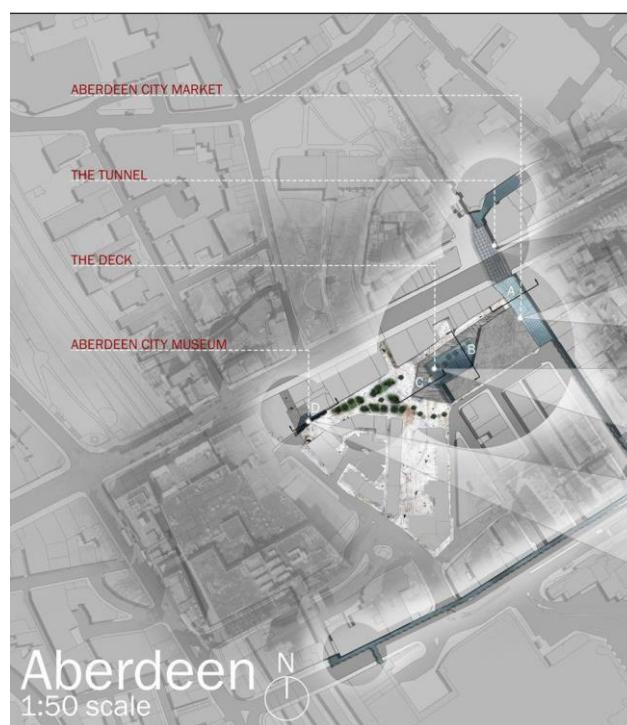 ABERDEEN CITY MARKET
THE TUNNEL
THE DECK
ABERDEEN CITY MUSEUM
A
B
C
D
Aberdeen
1:50 scale
N